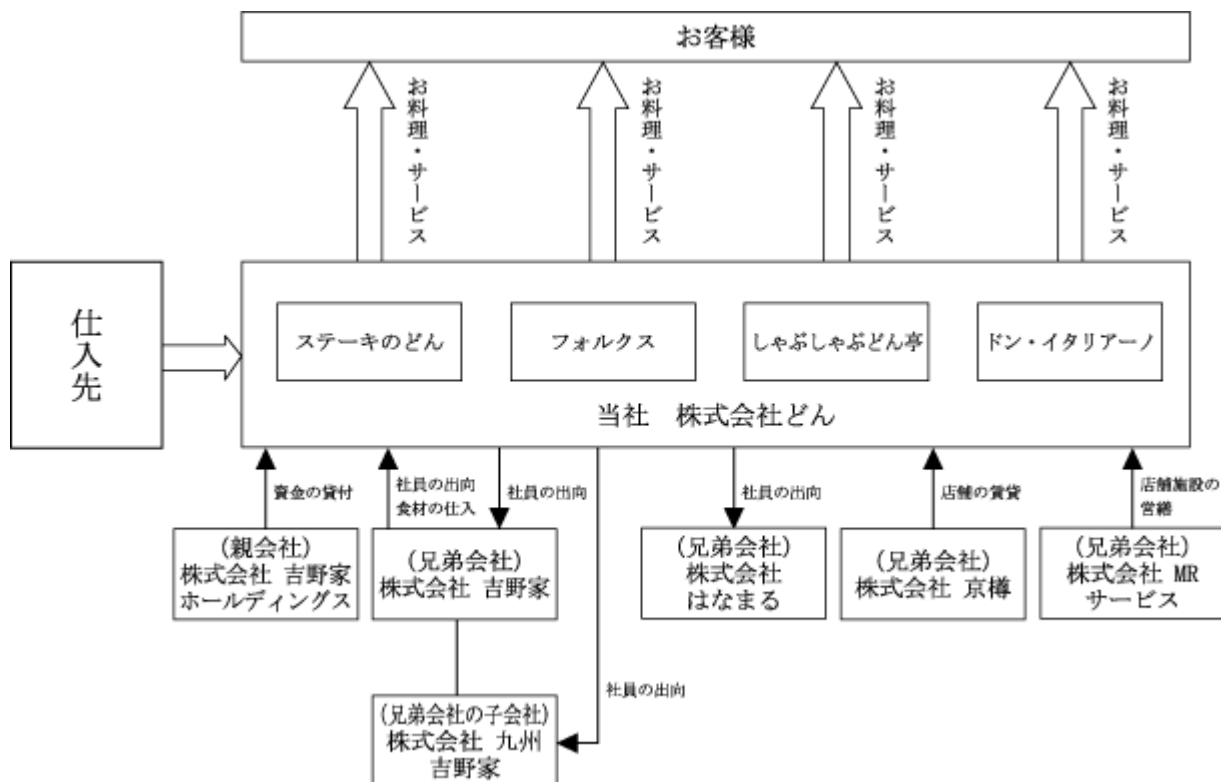 お客様
お料理・サービス
お料理・サービス
お料理・サービス
お料理・サービス
仕入先
ステーキのどん
フォルクス
しゃぶしゃぶどん亭
ドン・イタリアーノ
当社　株式会社どん
資金の貸付
社員の出向
食材の仕入
社員の出向
社員の出向
店舗の賃貸
店舗施設の
営繕
(親会社)
株式会社 吉野家
ホールディングス
(兄弟会社)
株式会社 吉野家
(兄弟会社)
株式会社
はなまる
(兄弟会社)
株式会社 京樽
(兄弟会社)
株式会社 MR
サービス
社員の出向
(兄弟会社の子会社)
株式会社 九州
吉野家